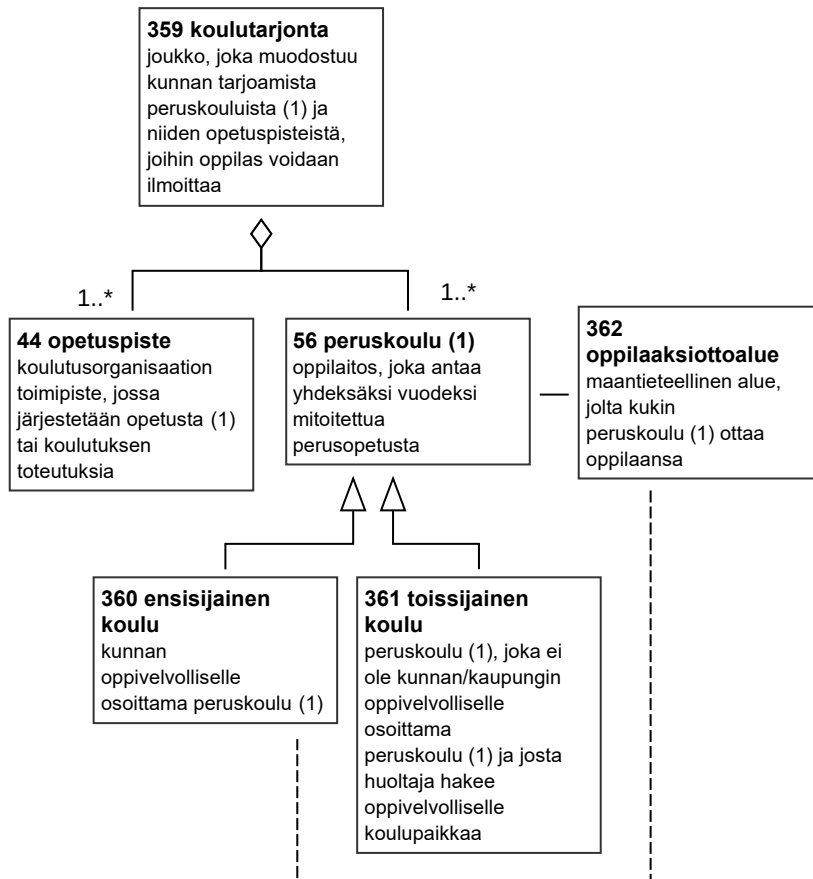 359 koulutarjonta
joukko, joka muodostuu
kunnan tarjoamista
peruskouluista (1) ja
niiden opetuspisteistä,
joihin oppilas voidaan
ilmoittaa
1..*
1..*
44 opetuspiste
koulutusorganisaation
toimipiste, jossa
järjestetään opetusta (1)
tai koulutuksen
toteutuksia
56 peruskoulu (1)
oppilaitos, joka antaa
yhdeksäksi vuodeksi
mitoitettua
perusopetusta
362
oppilaaksiottoalue
maantieteellinen alue,
jolta kukin
peruskoulu (1) ottaa
oppilaansa
360 ensisijainen
koulu
kunnan
oppivelvolliselle
osoittama peruskoulu (1)
361 toissijainen
koulu
peruskoulu (1), joka ei
ole kunnan/kaupungin
oppivelvolliselle
osoittama
peruskoulu (1) ja josta
huoltaja hakee
oppivelvolliselle
koulupaikkaa